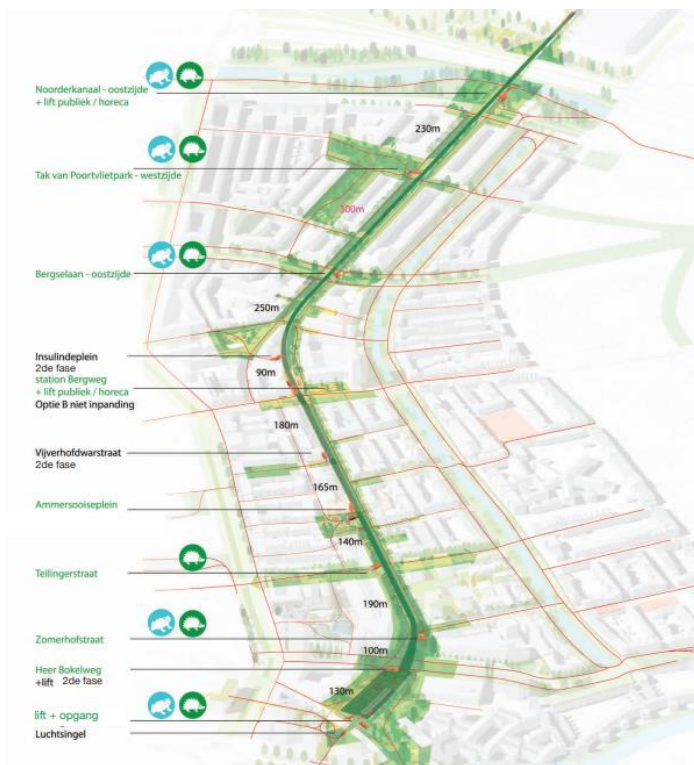 Noorderkanaal - oostzijde
+ lift publiek / horeca
230m
Tak van Poortvlietpark - westzijde
300m
Bergselaan - oostzijde
250m
Insulindeplein
2de fase
90m
station Bergweg
+ lift publiek / horeca
Optie B niet inpanding
180m
Vijverhofdwarstraat
2de fase
165m
Ammersooiseplein
140m
Teilingerstraat
190m
Zomerhofstraat
100m
Heer Bokelweg
+lift 2de fase
130m
lift + opgang
Luchtsingel